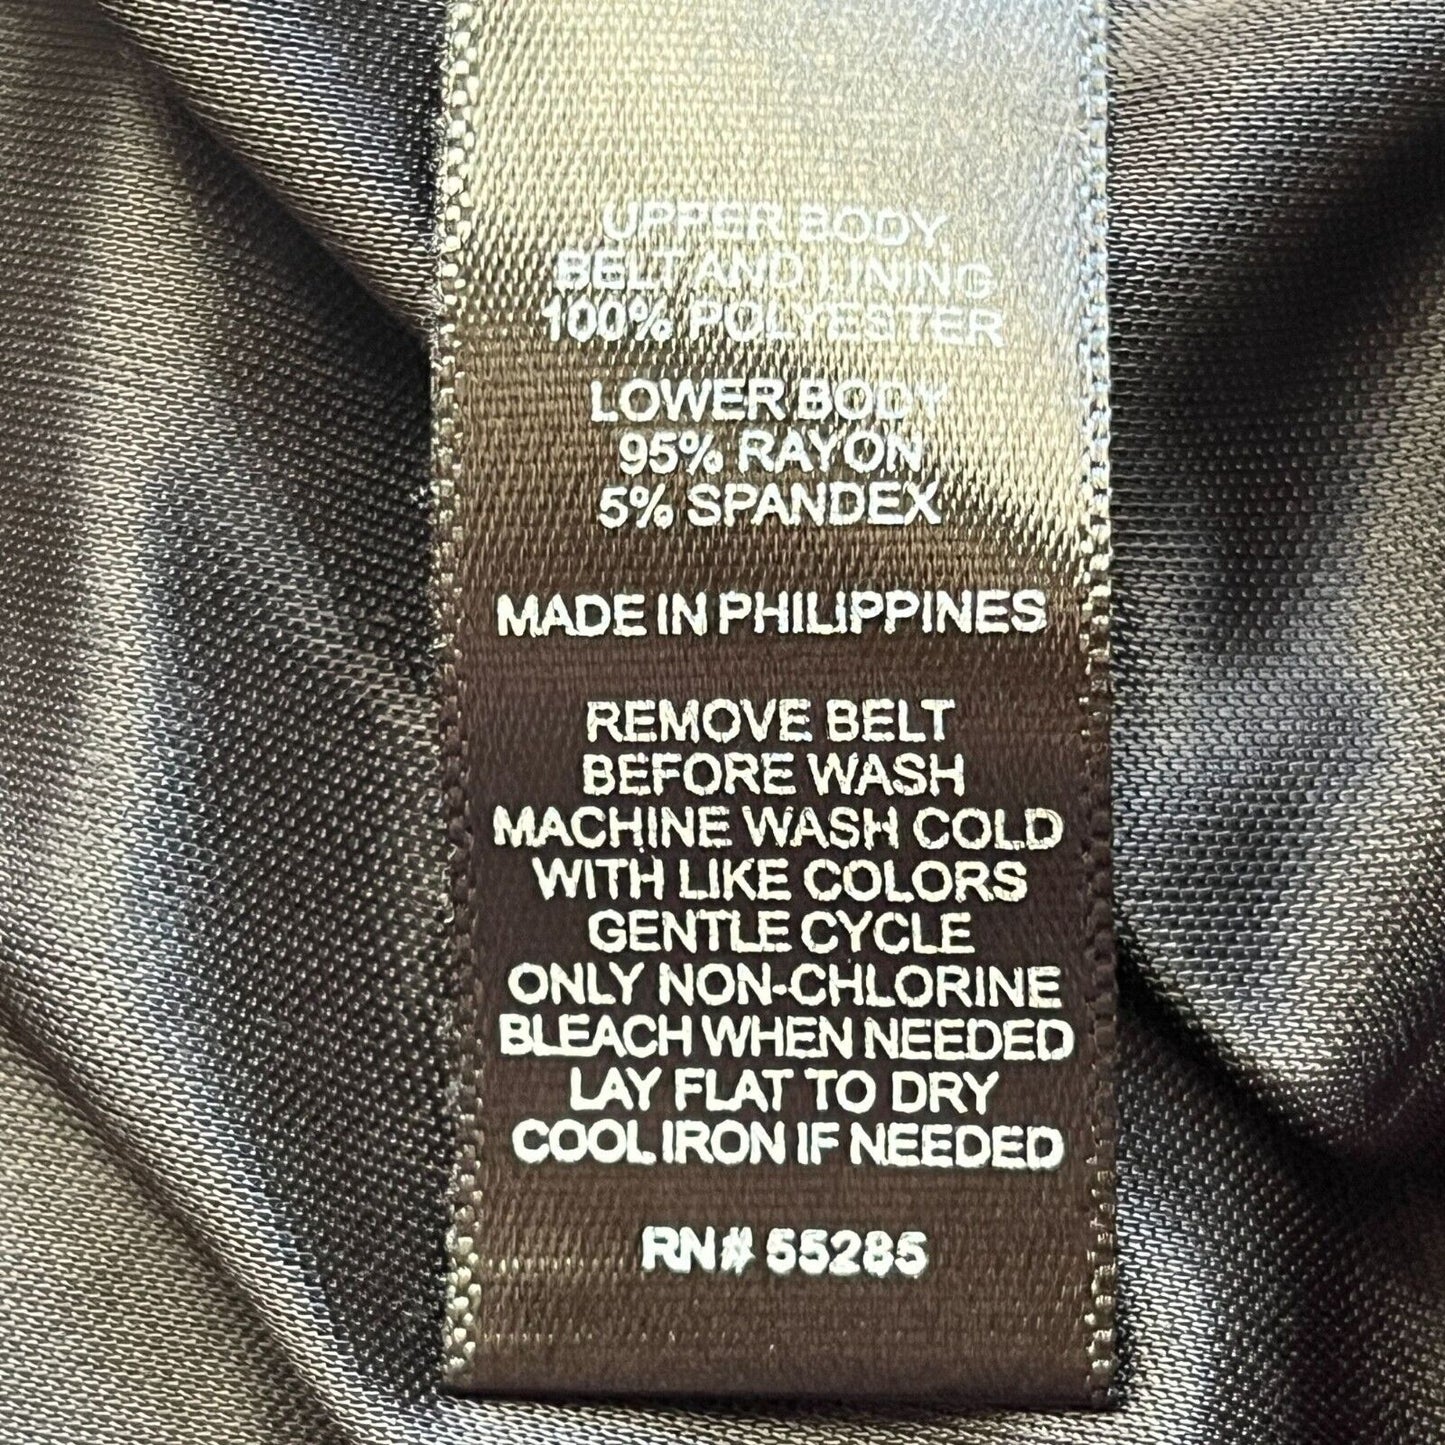 UPPER BODY,
BELT AND LINING
100% POLYESTER
LOWER BODY
95% RAYON
5% SPANDEX
MADE IN PHILIPPINES
REMOVE BELT
BEFORE WASH
MACHINE WASH COLD
WITH LIKE COLORS
GENTLE CYCLE
ONLY NON-CHLORINE
BLEACH WHEN NEEDED
LAY FLAT TO DRY
COOL IRON IF NEEDED
RN# 55285